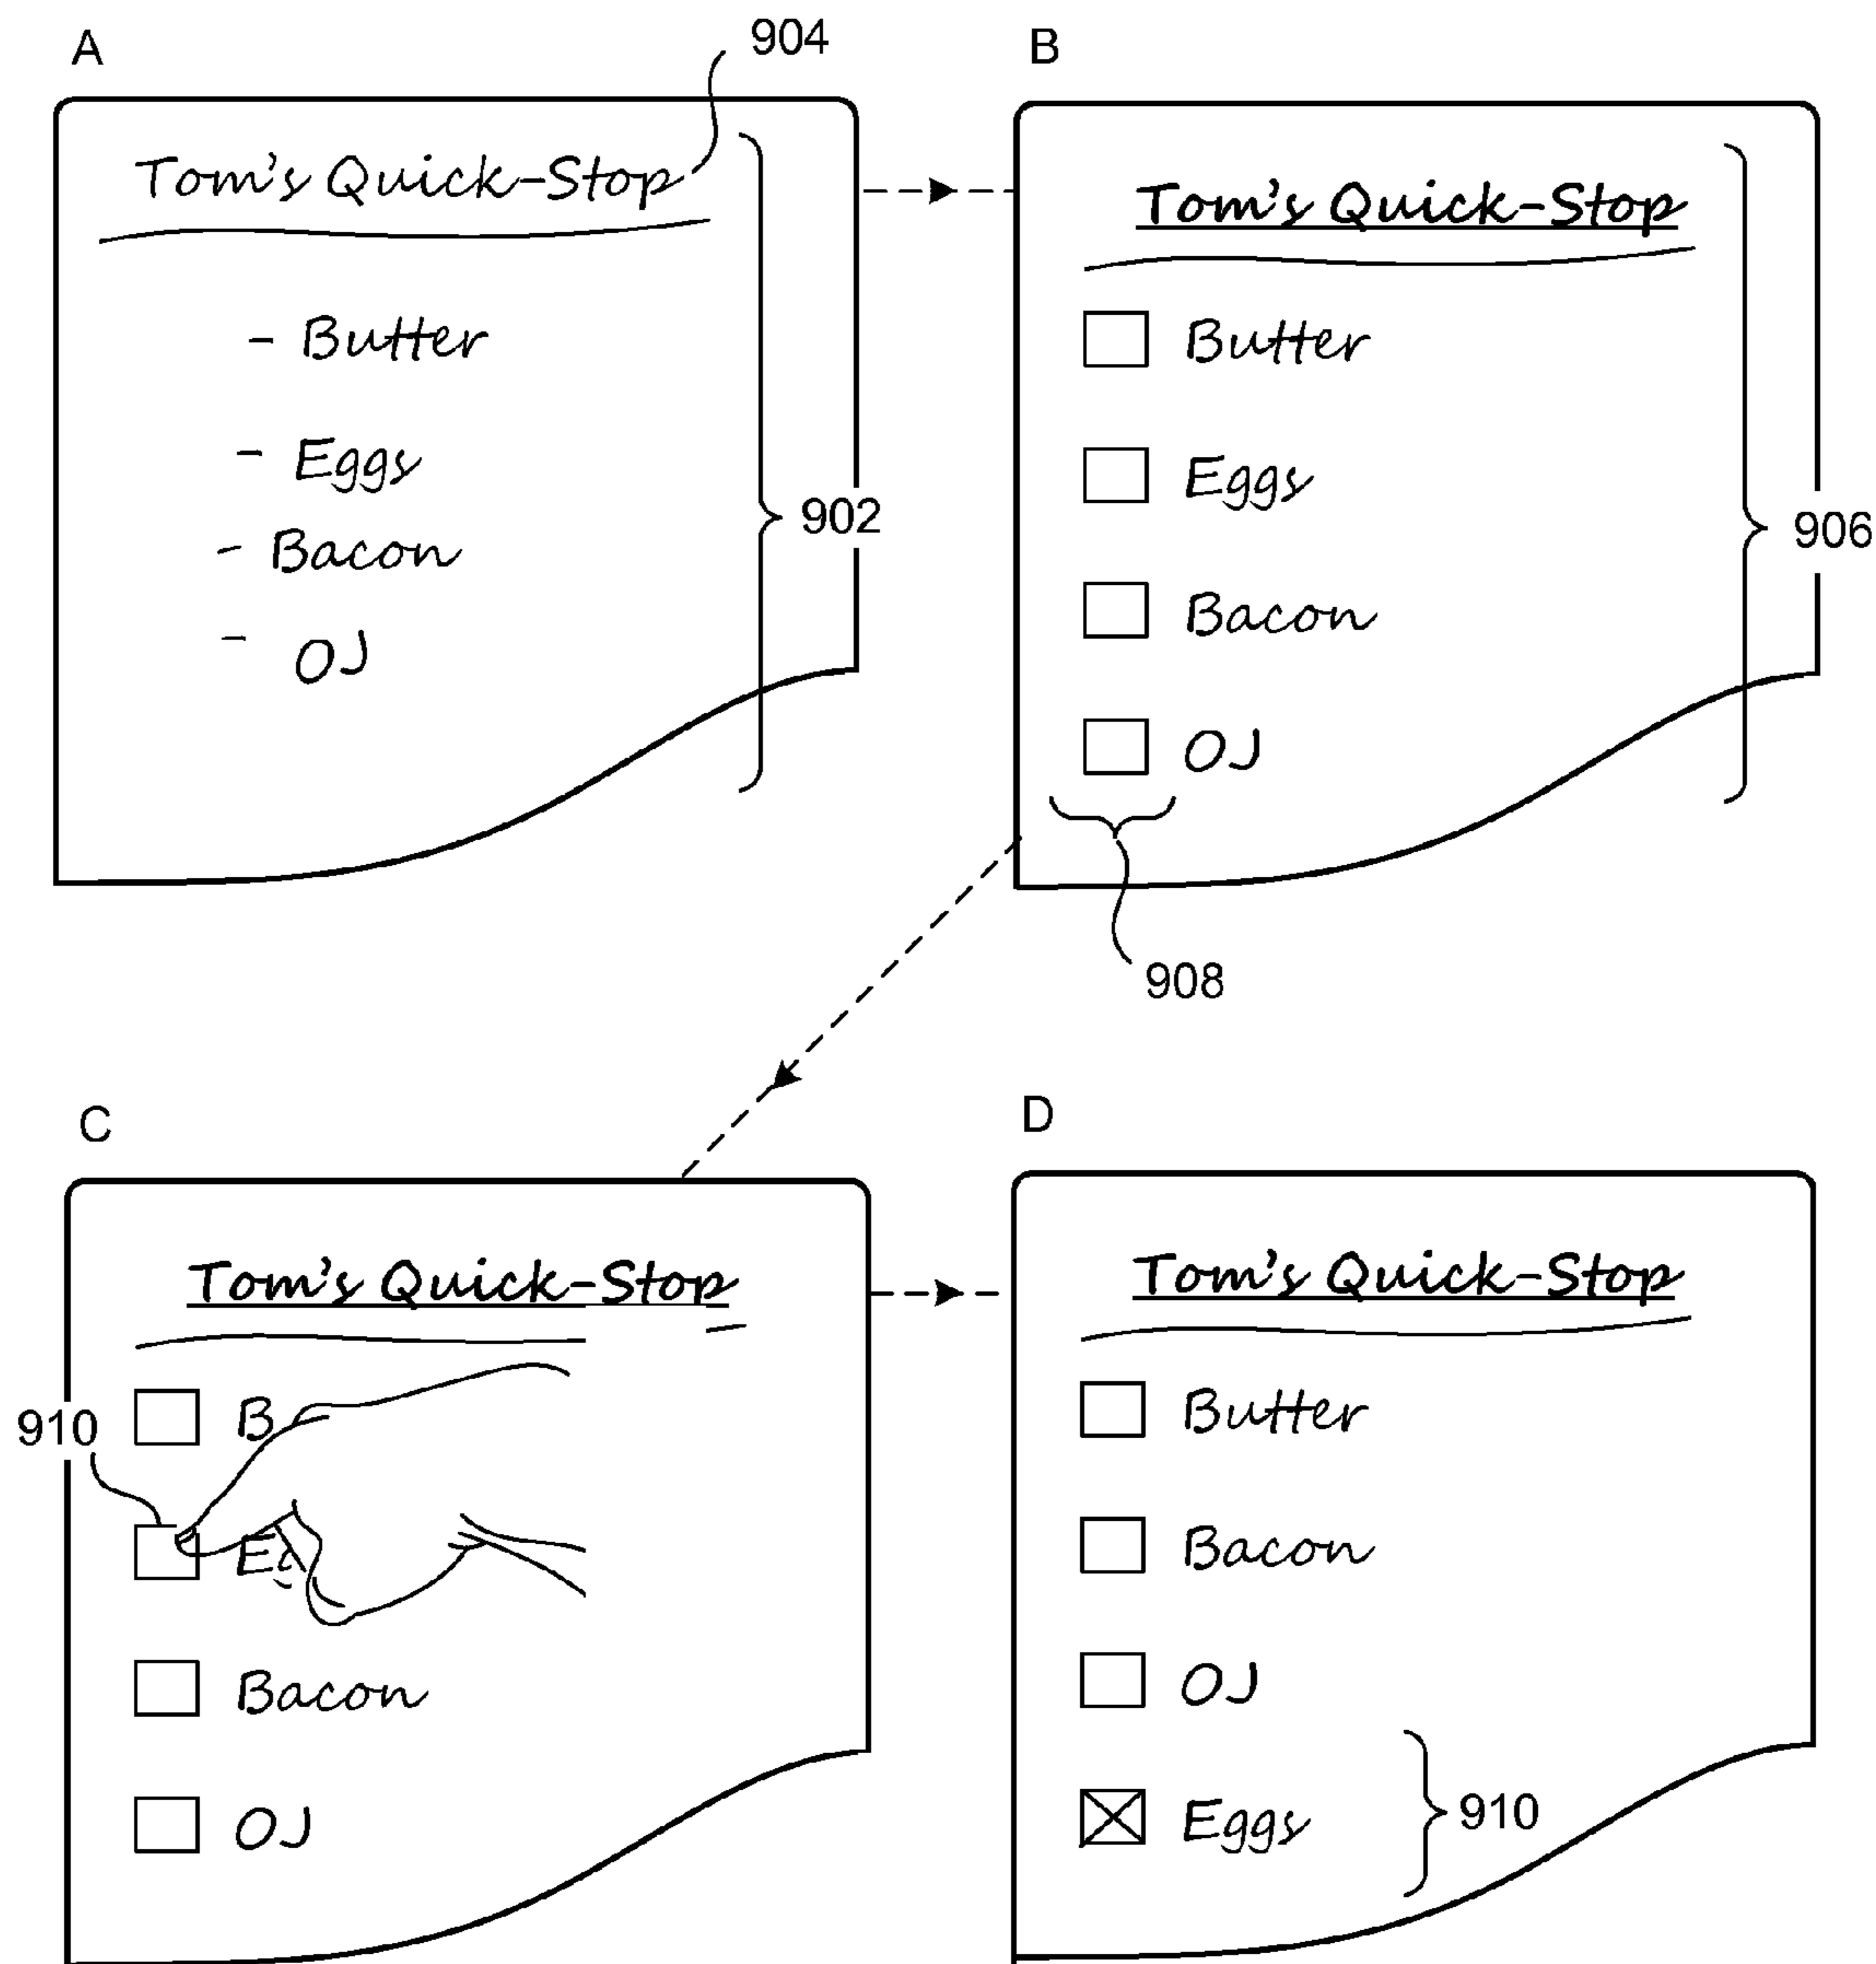 A
904
Tom's Quick-Stop
- Butter
- Eggs
- Bacon
- OJ
902
B
Tom's Quick-Stop
Butter
Eggs
Bacon
OJ
906
908
C
Tom's Quick-Stop
B
910
E
Bacon
OJ
D
Tom's Quick-Stop
Butter
Bacon
OJ
Eggs
910